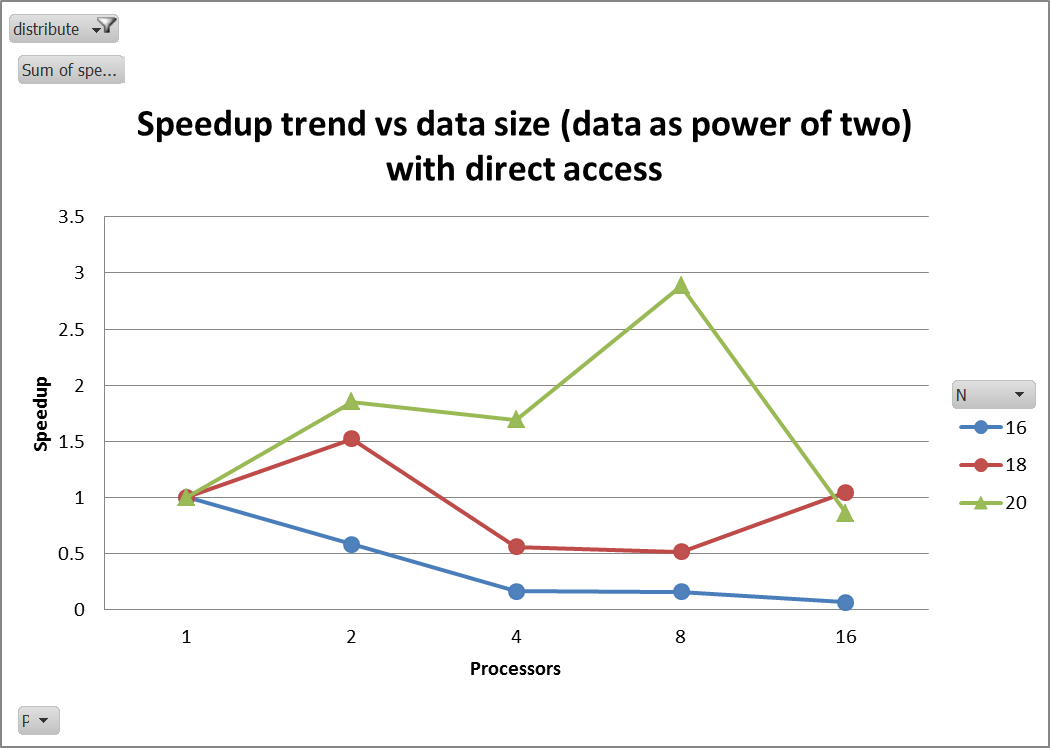 distribute
Sum of spe...
Speedup trend vs data size (data as power of two)
with direct access
3.5
3
2.5
2
1.5
1
0.5
0
Speedup
1 2 4 8 16
Processors
N
16
18
20
P